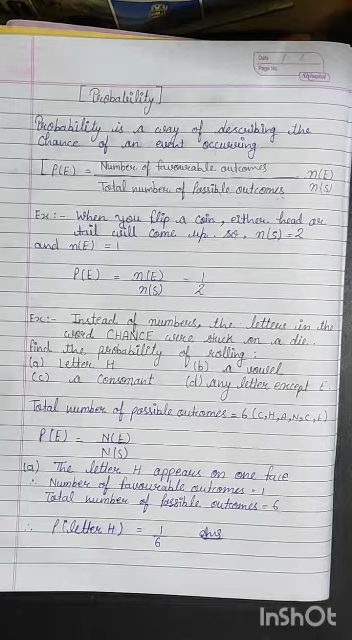 Date / /
Page No.
[Probability]
Probability is a way of describing the
Chance of an event occurring
[P(E) = Number of favourable outcomes = n(E)
Total number of Possible outcomes n(S)
Ex:- When you flip a coin, either head or
tail will come up. so, n(S)=2
and n(E) = 1
P(E) = n(E) = 1
n(S) 2
Ex:- Instead of numbers, the letters in the
word CHANCE were stuck on a die.
find the probability of rolling:
(a) Letter H (b) a vowel
(c) a consonant (d) any letter except E.
Total number of possible outcomes = 6 (C,H,A,N,C,E)
P(E) = N(E)
N(S)
(a) The letter H appears on one face
∴ Number of favourable outcomes = 1
Total number of Possible outcomes = 6
∴ P(letter H) = 1 Ans
6
InShOt